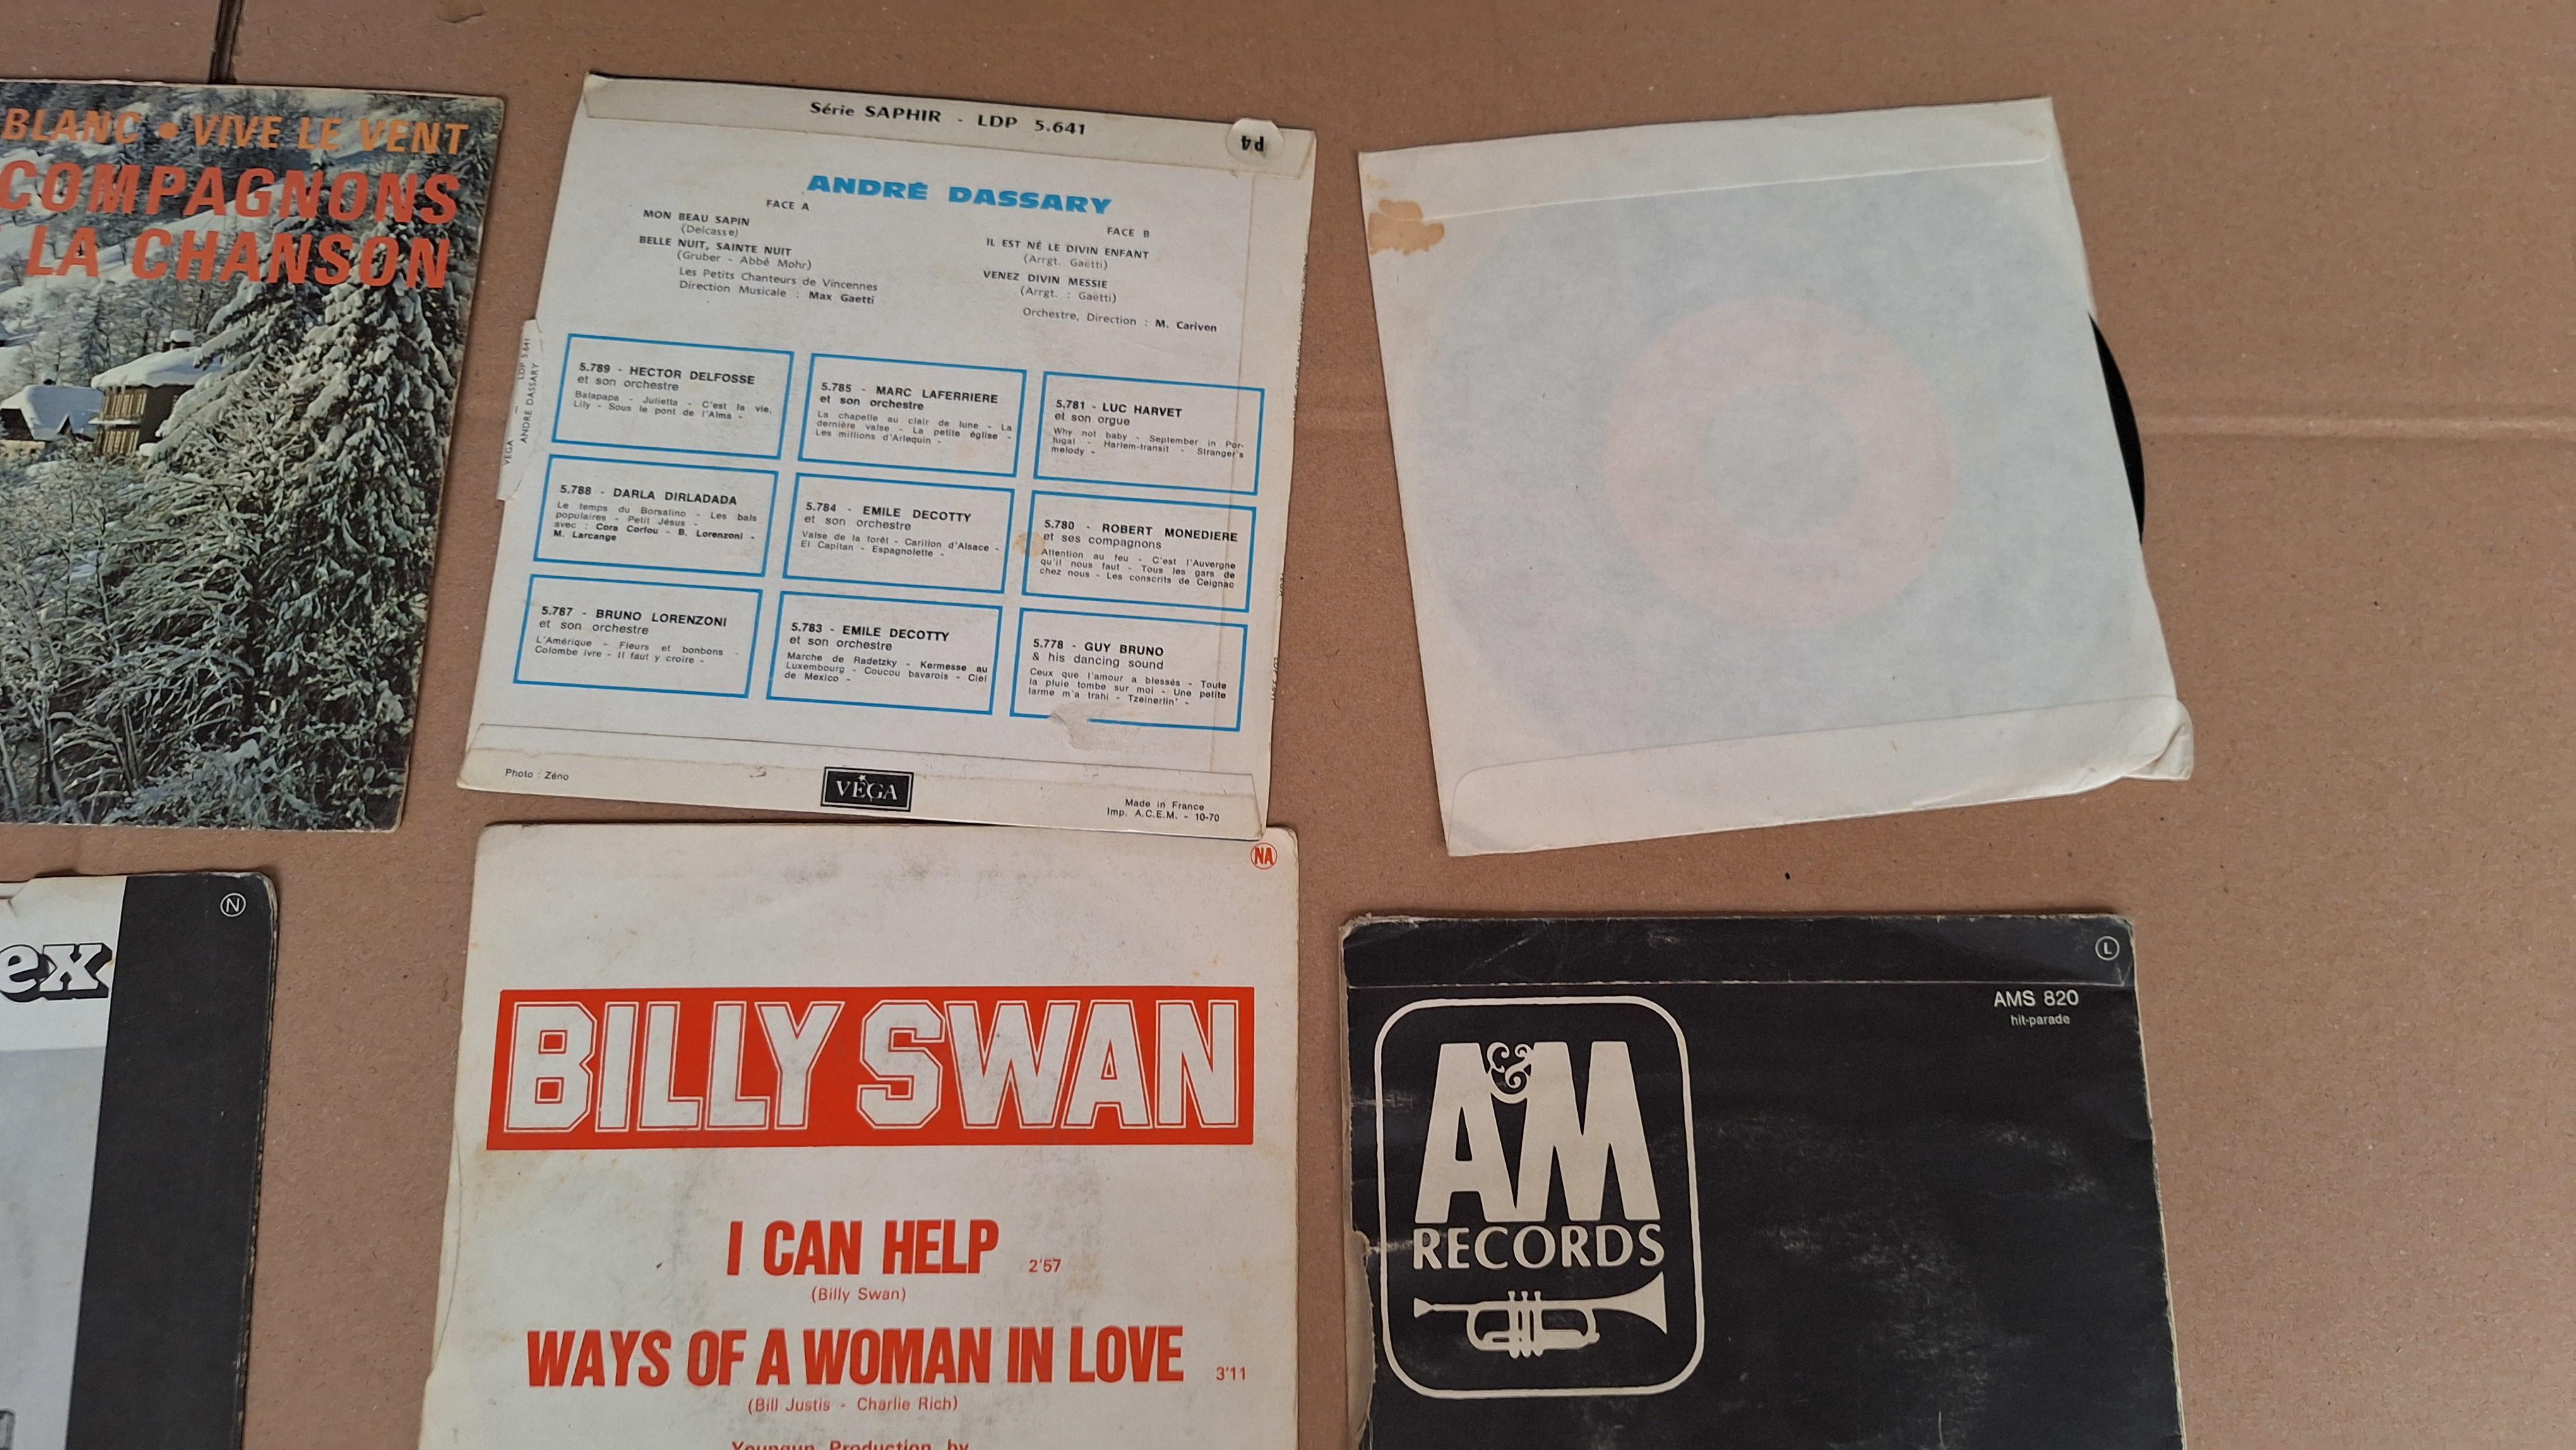 BLANC • VIVE LE VENT
COMPAGNONS
LA CHANSON
Série SAPHIR - LDP 5.641
P4
ANDRÉ DASSARY
FACE A
MON BEAU SAPIN
(Delcasse)
BELLE NUIT, SAINTE NUIT
(Gruber - Abbé Mohr)
Les Petits Chanteurs de Vincennes
Direction Musicale : Max Gaetti
FACE B
IL EST NÉ LE DIVIN ENFANT
(Arrgt. Gaëtti)
VENEZ DIVIN MESSIE
(Arrgt. : Gaëtti)
Orchestre, Direction : M. Cariven
VEGA — ANDRE DASSARY — LDP 5.641
5.789 - HECTOR DELFOSSE
et son orchestre
Balapapa - Julietta - C'est la vie,
Lily - Sous le pont de l'Alma -
5.785 - MARC LAFERRIERE
et son orchestre
La chapelle au clair de lune - La
dernière valse - La petite église -
Les millions d'Arlequin -
5.781 - LUC HARVET
et son orgue
Why not baby - September in Por-
tugal - Harlem-transit - Stranger's
melody -
5.788 - DARLA DIRLADADA
Le temps du Borsalino - Les bals
populaires - Petit Jésus -
avec : Cora Corfou - B. Lorenzoni -
M. Larcange
5.784 - EMILE DECOTTY
et son orchestre
Valse de la forêt - Carillon d'Alsace -
El Capitan - Espagnolette -
5.780 - ROBERT MONEDIERE
et ses compagnons
Attention au feu - C'est l'Auvergne
qu'il nous faut - Tous les gars de
chez nous - Les conscrits de Ceignac
5.787 - BRUNO LORENZONI
et son orchestre
L'Amérique - Fleurs et bonbons -
Colombe ivre - Il faut y croire -
5.783 - EMILE DECOTTY
et son orchestre
Marche de Radetzky - Kermesse au
Luxembourg - Coucou bavarois - Ciel
de Mexico -
5.778 - GUY BRUNO
& his dancing sound
Ceux que l'amour a blessés - Toute
la pluie tombe sur moi - Une petite
larme m'a trahi - Tzeinerlin' -
Photo : Zéno
VÉGA
Made in France
Imp. A.C.E.M. - 10-70
ex
N
NA
BILLY SWAN
I CAN HELP 2'57
(Billy Swan)
WAYS OF A WOMAN IN LOVE 3'11
(Bill Justis - Charlie Rich)
Youngun Production by
L
AMS 820
hit-parade
A&M
RECORDS